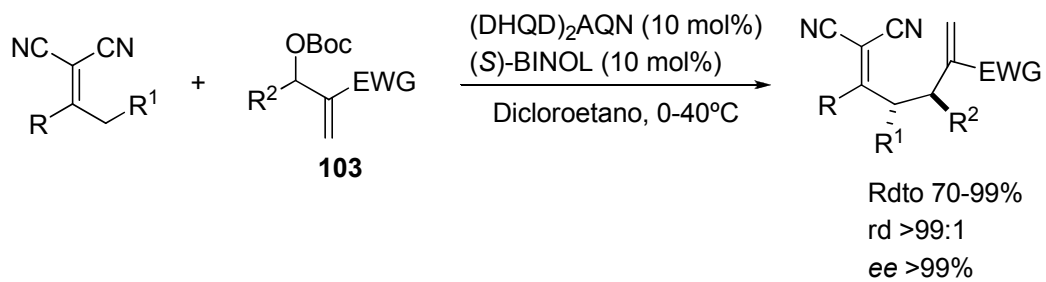 NC CN
R R¹
+
OBoc
R² EWG
103
(DHQD)₂AQN (10 mol%)
(S)-BINOL (10 mol%)
Dicloroetano, 0-40ºC
NC CN
R R¹ R² EWG
Rdto 70-99%
rd >99:1
ee >99%